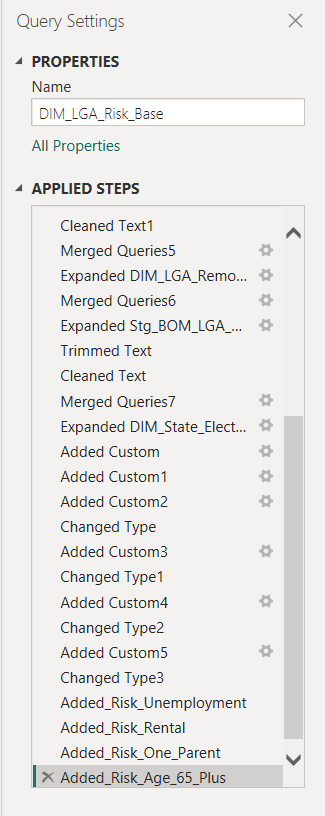 Query Settings
PROPERTIES
Name
DIM_LGA_Risk_Base
All Properties
APPLIED STEPS
Cleaned Text1
Merged Queries5
Expanded DIM_LGA_Remo...
Merged Queries6
Expanded Stg_BOM_LGA_...
Trimmed Text
Cleaned Text
Merged Queries7
Expanded DIM_State_Elect...
Added Custom
Added Custom1
Added Custom2
Changed Type
Added Custom3
Changed Type1
Added Custom4
Changed Type2
Added Custom5
Changed Type3
Added_Risk_Unemployment
Added_Risk_Rental
Added_Risk_One_Parent
Added_Risk_Age_65_Plus